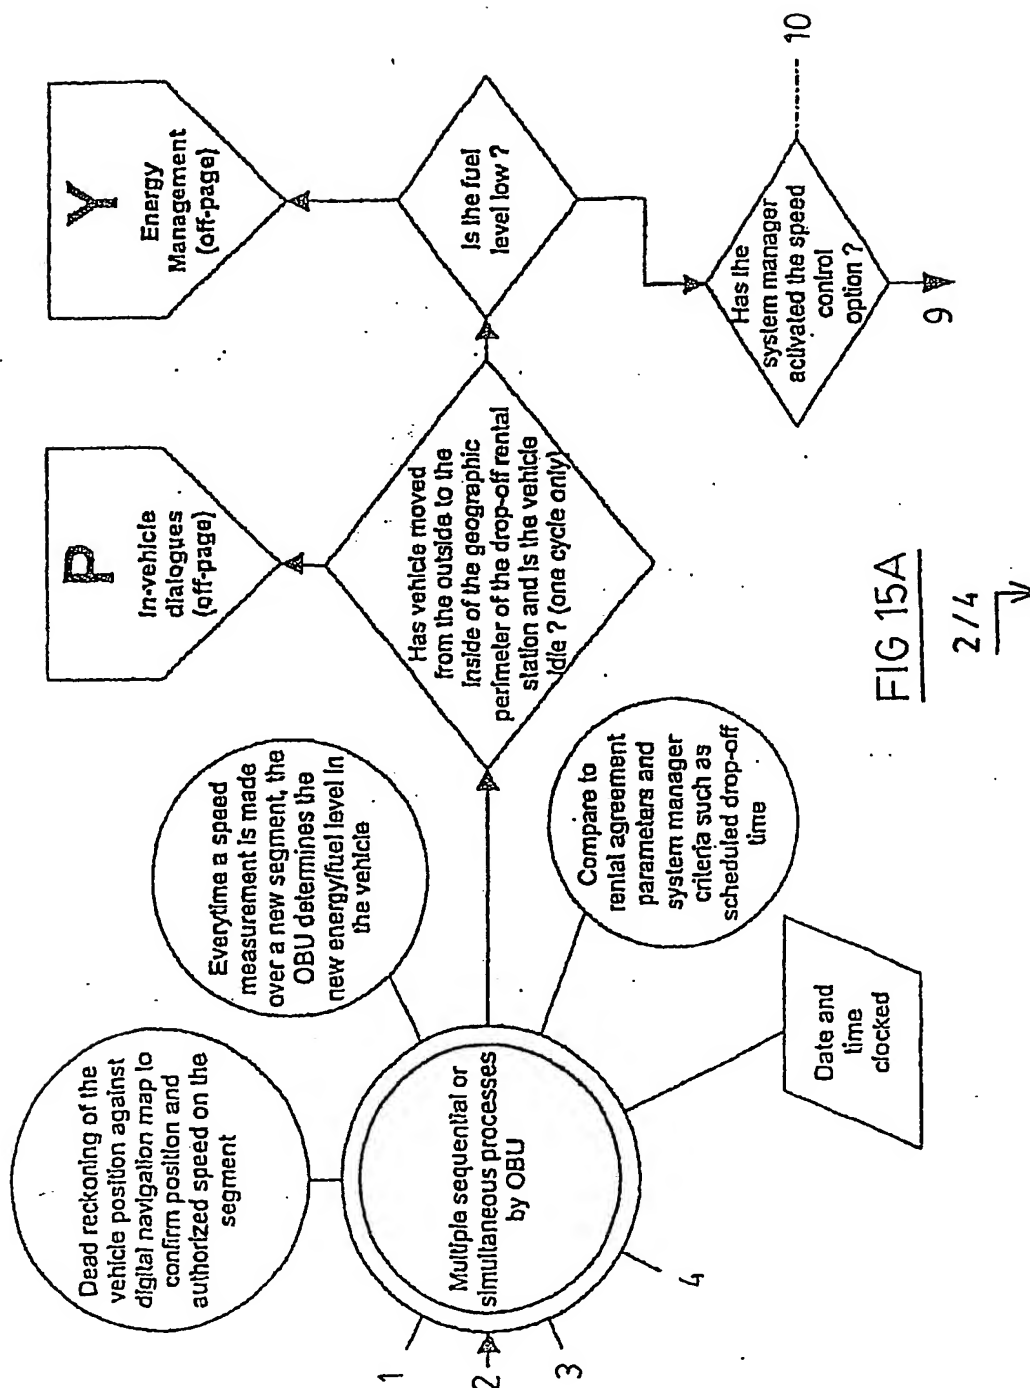 Dead reckoning of the
vehicle position against
digital navigation map to
confirm position and
authorized speed on the
segment
Everytime a speed
measurement is made
over a new segment, the
OBU determines the
new energy/fuel level in
the vehicle
P
In-vehicle
dialogues
(off-page)
Y
Energy
Management
(off-page)
1
2
3
4
Multiple sequential or
simultaneous processes
by OBU
Has vehicle moved
from the outside to the
inside of the geographic
perimeter of the drop-off rental
station and is the vehicle
idle ? (one cycle only)
Is the fuel
level low ?
Date and
time
clocked
Compare to
rental agreement
parameters and
system manager
criteria such as
scheduled drop-off
time
Has the
system manager
activated the speed
control
option ?
9
10
FIG 15A
2/4